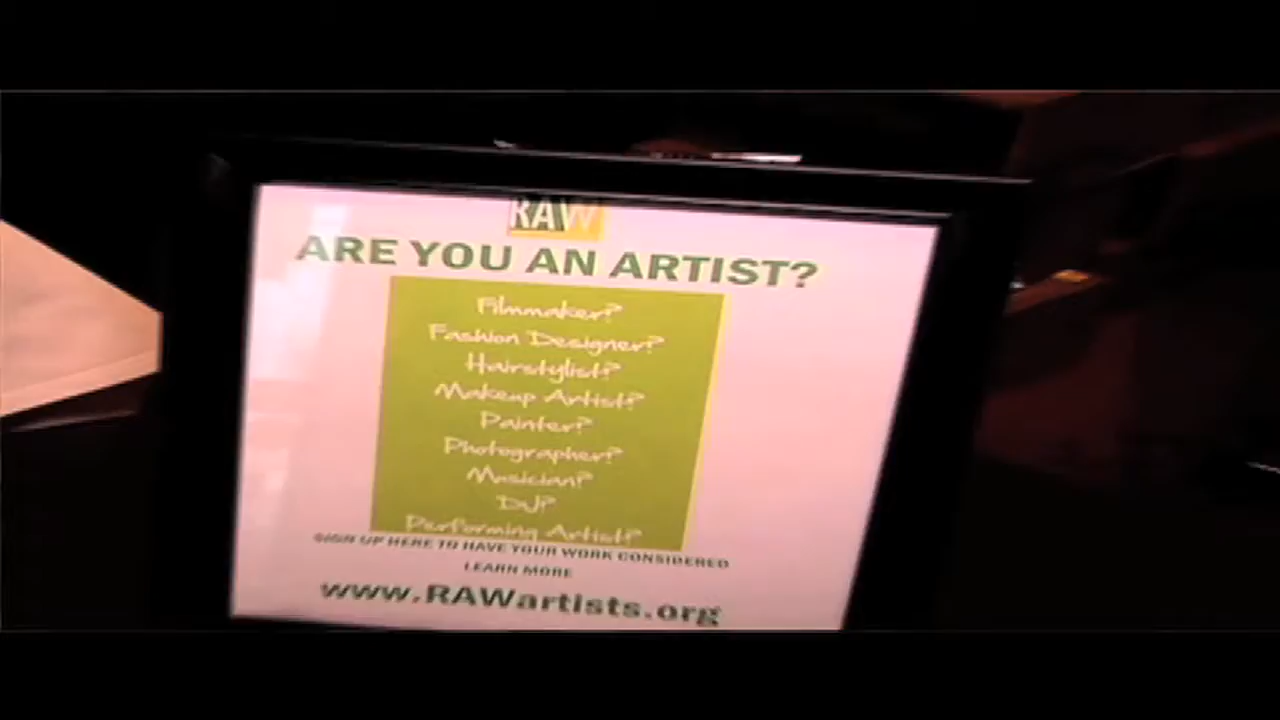 RAW
ARE YOU AN ARTIST?
Filmmaker?
Fashion Designer?
Hairstylist?
Makeup Artist?
Painter?
Photographer?
Musician?
DJ?
Performing Artist?
SIGN UP HERE TO HAVE YOUR WORK CONSIDERED
LEARN MORE
www.RAWartists.org